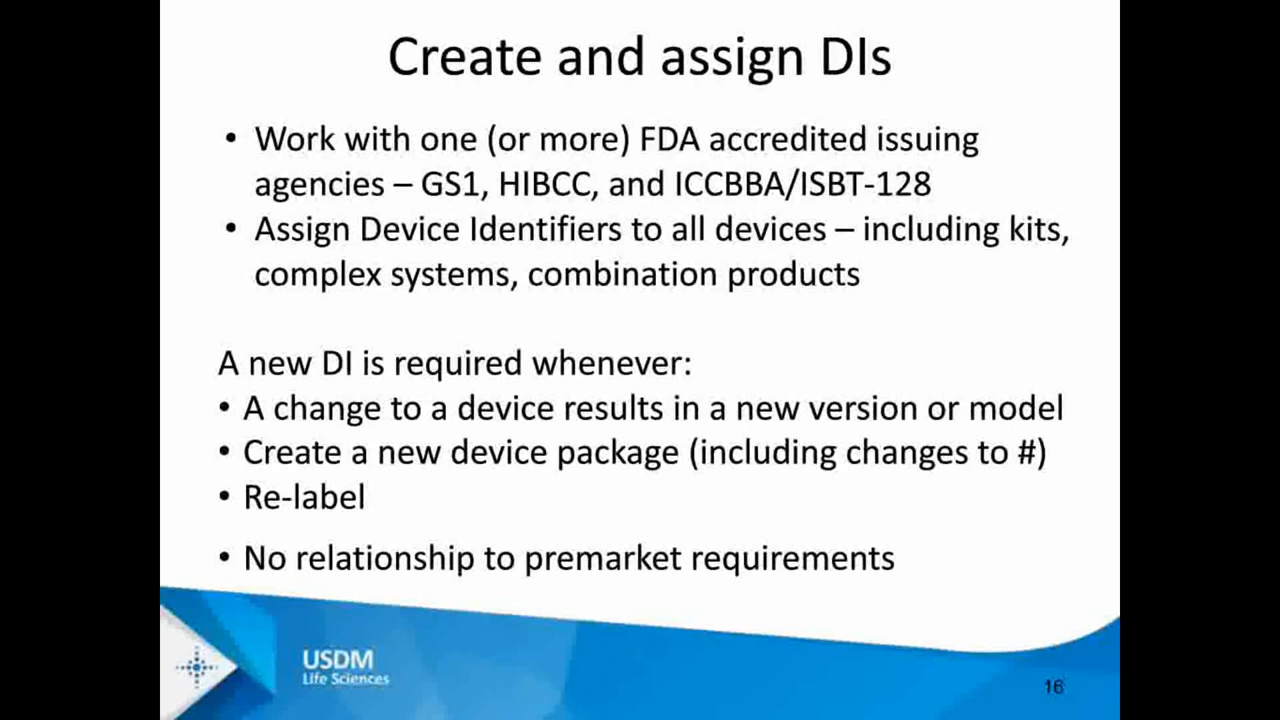 Create and assign DIs
• Work with one (or more) FDA accredited issuing
agencies – GS1, HIBCC, and ICCBBA/ISBT-128
• Assign Device Identifiers to all devices – including kits,
complex systems, combination products
A new DI is required whenever:
• A change to a device results in a new version or model
• Create a new device package (including changes to #)
• Re-label
• No relationship to premarket requirements
USDM
Life Sciences
16